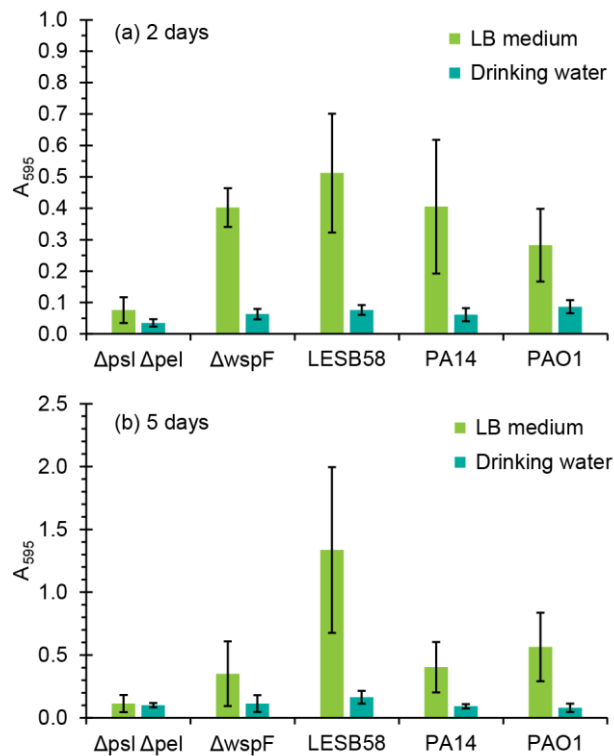 (a) 2 days
LB medium
Drinking water
A595
1.0
0.9
0.8
0.7
0.6
0.5
0.4
0.3
0.2
0.1
0.0
Δpsl Δpel ΔwspF LESB58 PA14 PAO1
(b) 5 days
LB medium
Drinking water
A595
2.5
2.0
1.5
1.0
0.5
0.0
Δpsl Δpel ΔwspF LESB58 PA14 PAO1